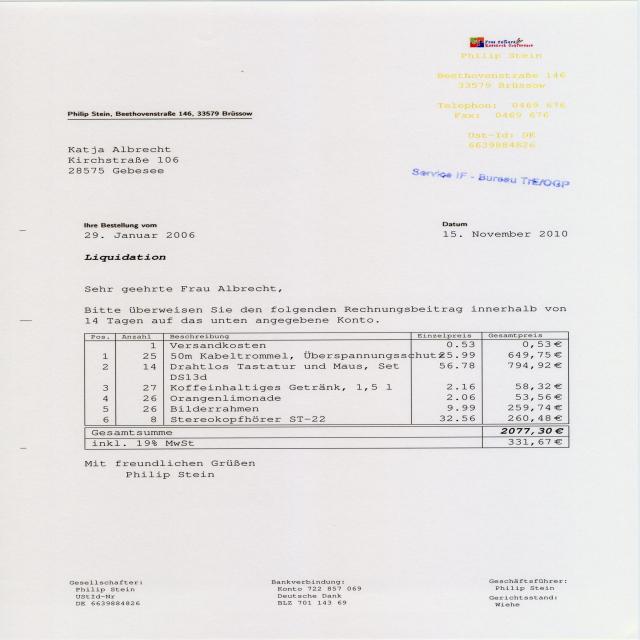 Philip Stein
Beethovenstraße 146
33579 Brüssow
Telephon: 0469 676
Fax: 0469 676
Ust-Id: DE
6639884826
Philip Stein, Beethovenstraße 146, 33579 Brüssow
Katja Albrecht
Kirchstraße 106
28575 Gebesee
Service IF - Bureau TrE/OGP
Ihre Bestellung vom Datum
29. Januar 2006 15. November 2010
Liquidation
Sehr geehrte Frau Albrecht,
Bitte überweisen Sie den folgenden Rechnungsbeitrag innerhalb von
14 Tagen auf das unten angegebene Konto.
Pos. Anzahl Beschreibung Einzelpreis Gesamtpreis
1 Versandkosten 0.53 0,53€
1 25 50m Kabeltrommel, Überspannungsschutz 25.99 649,75€
2 14 Drahtlos Tastatur und Maus, Set 56.78 794,92€
DS13d
3 27 Koffeinhaltiges Getränk, 1,5 l 2.16 58,32€
4 26 Orangenlimonade 2.06 53,56€
5 26 Bilderrahmen 9.99 259,74€
6 8 Stereokopfhörer ST-22 32.56 260,48€
Gesamtsumme 2077,30€
inkl. 19% MwSt 331,67€
Mit freundlichen Grüßen
Philip Stein
Gesellschafter:
Philip Stein
UStId-Nr
DE 6639884826
Bankverbindung:
Konto 722 857 069
Deutsche Dank
BLZ 701 143 69
Geschäftsführer:
Philip Stein
Gerichtsstand:
Wiehe